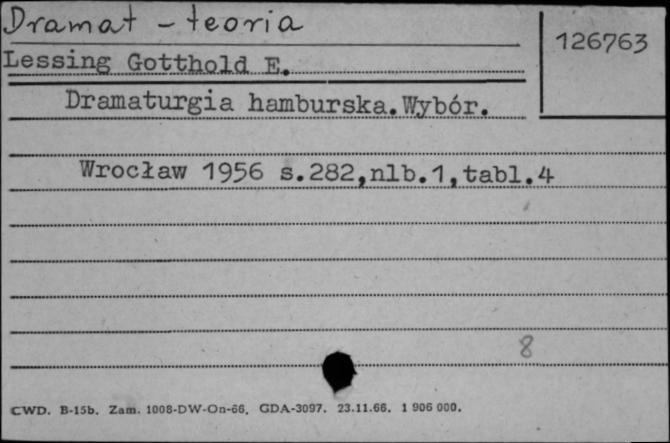 Dramat - teoria
126763
Lessing Gotthold E.
Dramaturgia hamburska. Wybór.
Wrocław 1956 s.282,nlb.1,tabl.4
8
CWD. B-15b. Zam. 1008-DW-On-66, GDA-3097. 23.11.66. 1 906 000.